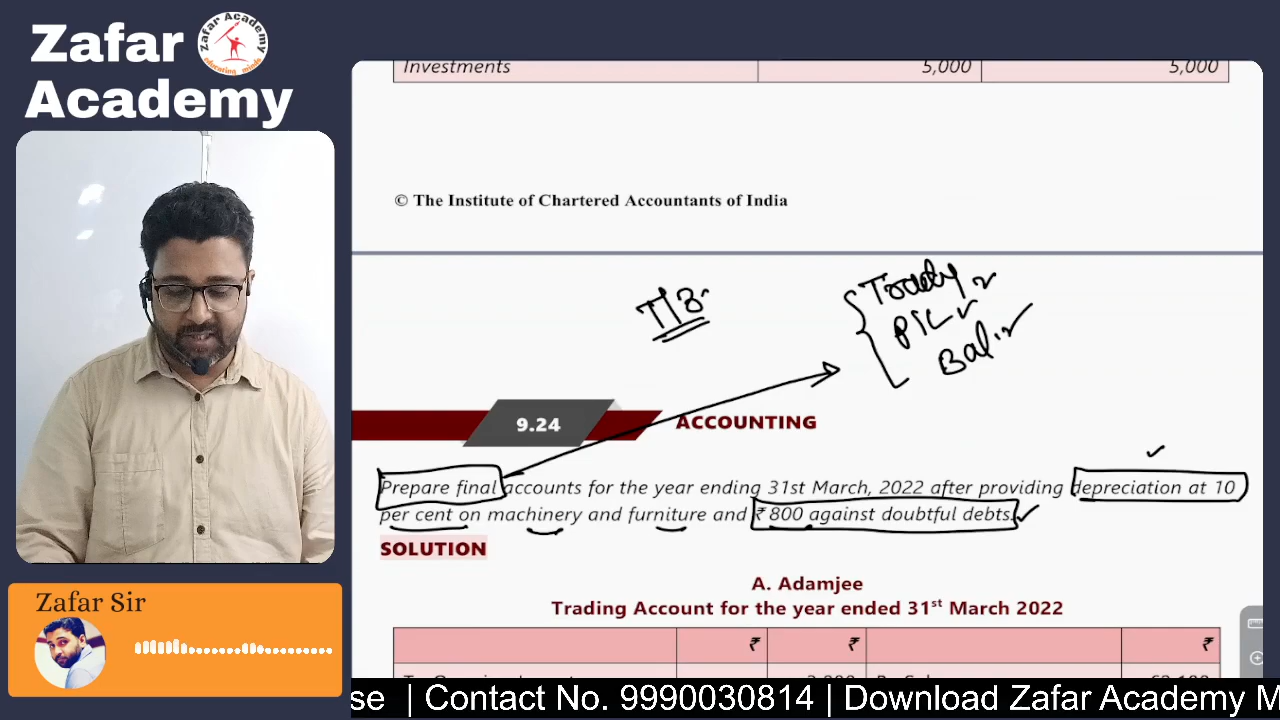 Zafar
Academy
Zafar Academy
educating minds
Investments 5,000 5,000
© The Institute of Chartered Accountants of India
T/B.
Trady
P/L
Bal.
9.24 ACCOUNTING
Prepare final accounts for the year ending 31st March, 2022 after providing depreciation at 10
per cent on machinery and furniture and ₹ 800 against doubtful debts.
SOLUTION
A. Adamjee
Trading Account for the year ended 31st March 2022
₹ ₹ ₹
Zafar Sir
se | Contact No. 9990030814 | Download Zafar Academy M